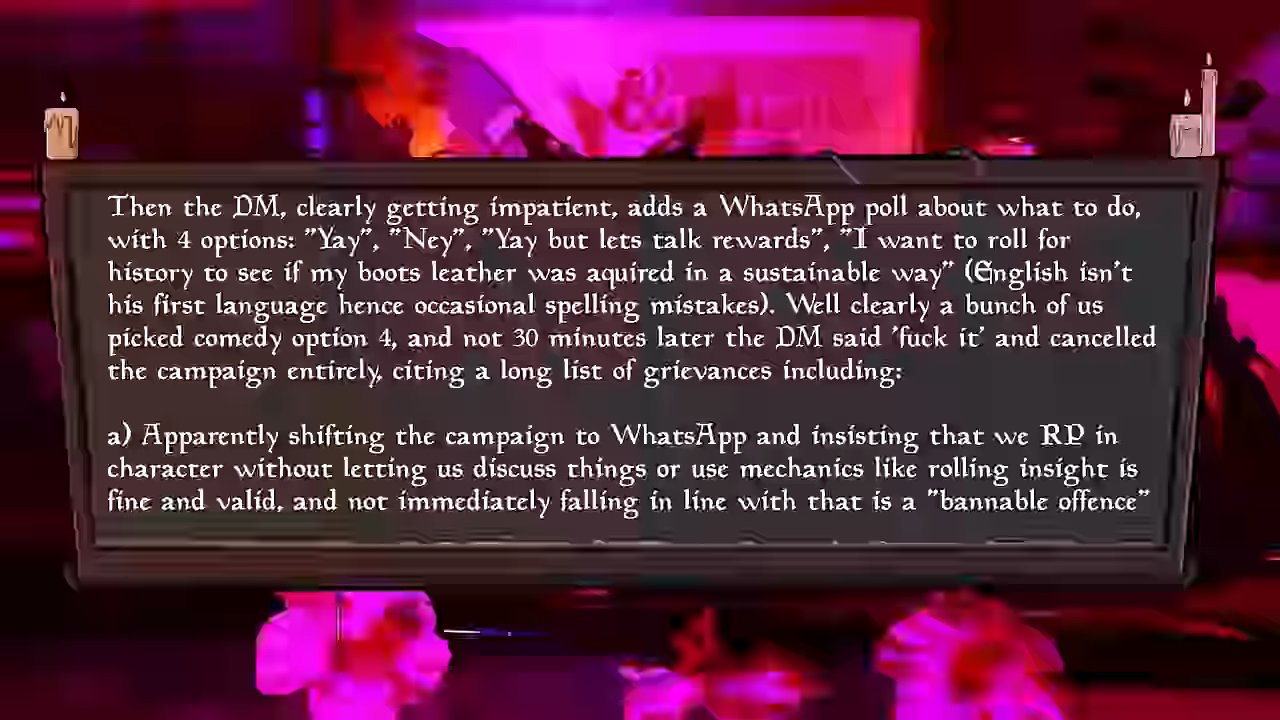 Then the DM, clearly getting impatient, adds a WhatsApp poll about what to do,
with 4 options: "Yay", "Ney", "Yay but lets talk rewards", "I want to roll for
history to see if my boots leather was aquired in a sustainable way" (English isn't
his first language hence occasional spelling mistakes). Well clearly a bunch of us
picked comedy option 4, and not 30 minutes later the DM said 'fuck it' and cancelled
the campaign entirely, citing a long list of grievances including:
a) Apparently shifting the campaign to WhatsApp and insisting that we RP in
character without letting us discuss things or use mechanics like rolling insight is
fine and valid, and not immediately falling in line with that is a "bannable offence"